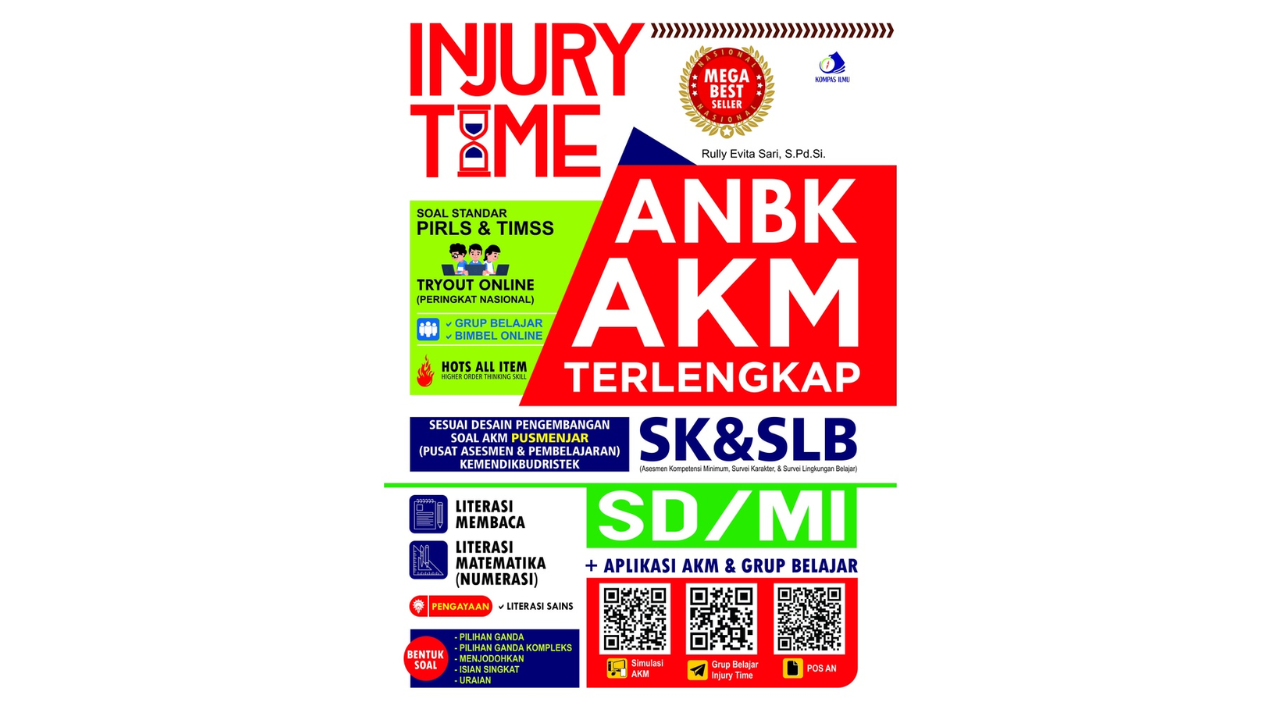 INJURY
TIME
NASIONAL
MEGA
BEST
SELLER
NASIONAL
KOMPAS ILMU
Rully Evita Sari, S.Pd.Si.
ANBK
AKM
TERLENGKAP
SOAL STANDAR
PIRLS & TIMSS
TRYOUT ONLINE
(PERINGKAT NASIONAL)
GRUP BELAJAR
BIMBEL ONLINE
HOTS ALL ITEM
HIGHER ORDER THINKING SKILL
SESUAI DESAIN PENGEMBANGAN
SOAL AKM PUSMENJAR
(PUSAT ASESMEN & PEMBELAJARAN)
KEMENDIKBUDRISTEK
SK&SLB
(Asesmen Kompetensi Minimum, Survei Karakter, & Survei Lingkungan Belajar)
SD/MI
LITERASI
MEMBACA
LITERASI
MATEMATIKA
(NUMERASI)
PENGAYAAN
LITERASI SAINS
BENTUK
SOAL
- PILIHAN GANDA
- PILIHAN GANDA KOMPLEKS
- MENJODOHKAN
- ISIAN SINGKAT
- URAIAN
+ APLIKASI AKM & GRUP BELAJAR
Simulasi
AKM
Grup Belajar
Injury Time
POS AN